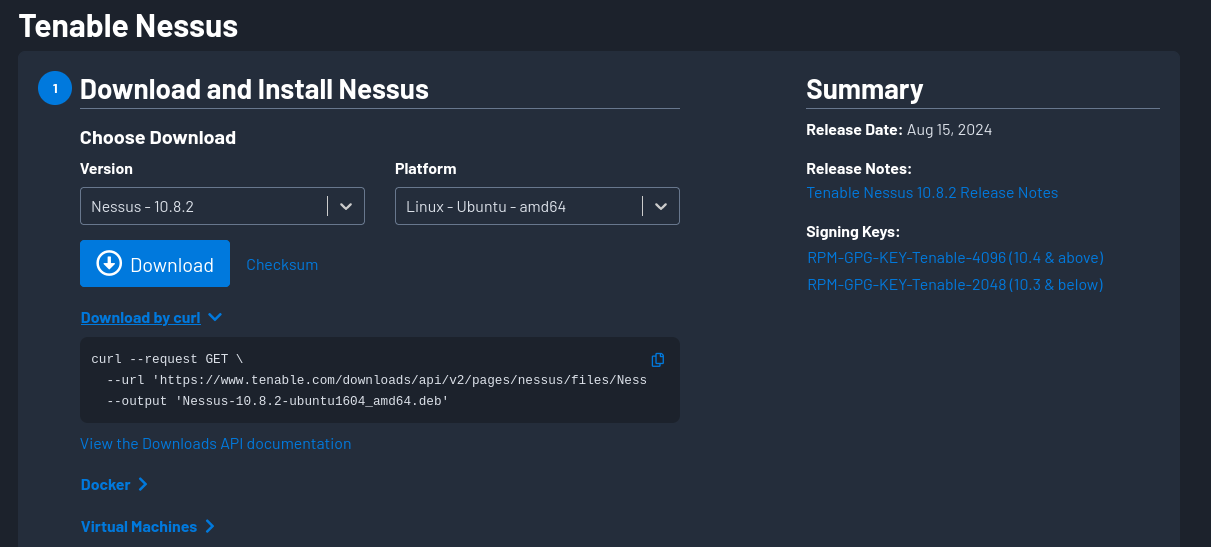 Tenable Nessus
1
Download and Install Nessus
Choose Download
Version
Platform
Nessus - 10.8.2
Linux - Ubuntu - amd64
Download
Checksum
Download by curl
curl --request GET \
  --url 'https://www.tenable.com/downloads/api/v2/pages/nessus/files/Ness
  --output 'Nessus-10.8.2-ubuntu1604_amd64.deb'
View the Downloads API documentation
Docker
Virtual Machines
Summary
Release Date: Aug 15, 2024
Release Notes:
Tenable Nessus 10.8.2 Release Notes
Signing Keys:
RPM-GPG-KEY-Tenable-4096 (10.4 & above)
RPM-GPG-KEY-Tenable-2048 (10.3 & below)